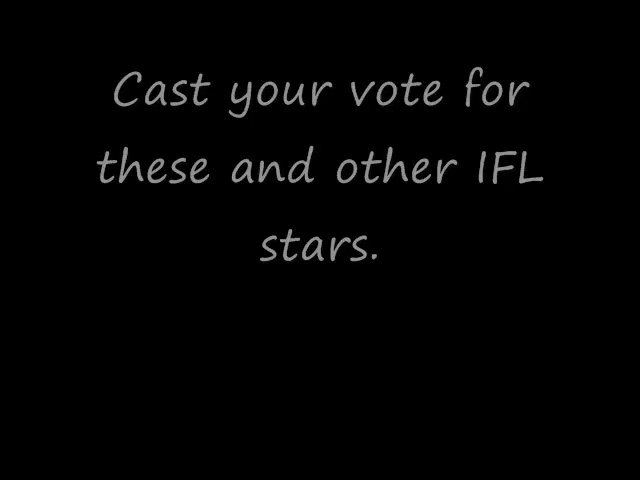 Cast your vote for
these and other IFL
stars.